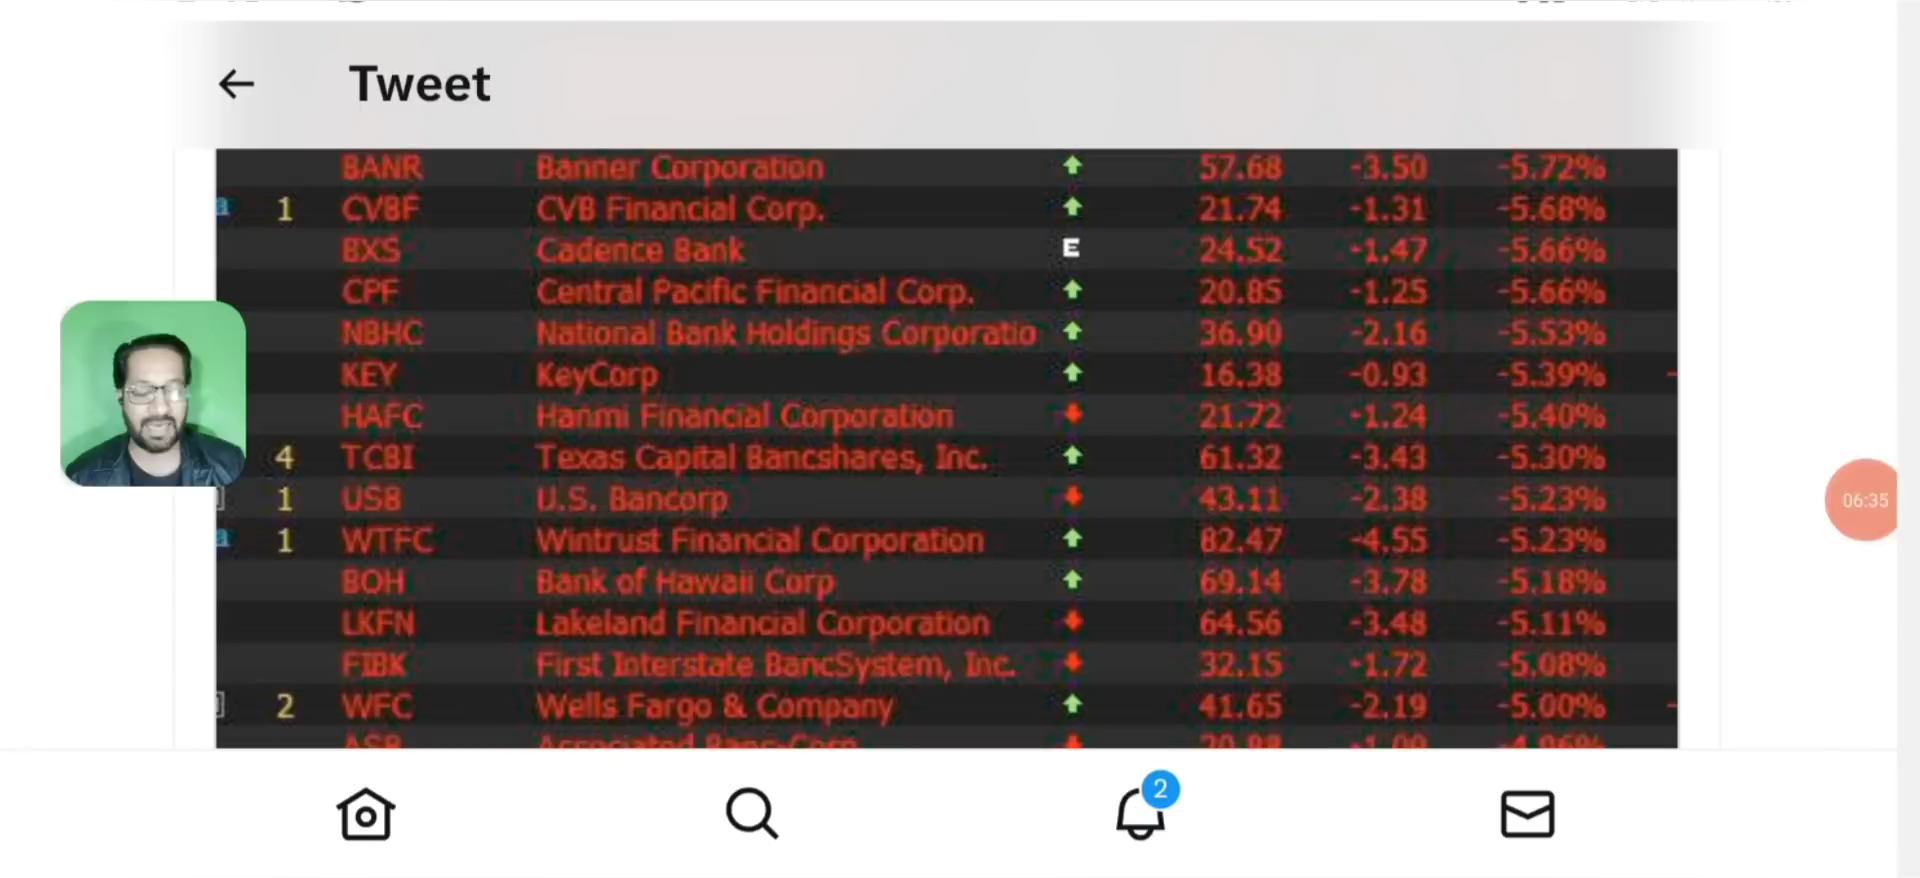 Tweet
BANR Banner Corporation 57.68 -3.50 -5.72%
a 1 CVBF CVB Financial Corp. 21.74 -1.31 -5.68%
BXS Cadence Bank E 24.52 -1.47 -5.66%
CPF Central Pacific Financial Corp. 20.85 -1.25 -5.66%
NBHC National Bank Holdings Corporatio 36.90 -2.16 -5.53%
KEY KeyCorp 16.38 -0.93 -5.39% -
HAFC Hanmi Financial Corporation 21.72 -1.24 -5.40%
4 TCBI Texas Capital Bancshares, Inc. 61.32 -3.43 -5.30%
1 USB U.S. Bancorp 43.11 -2.38 -5.23%
a 1 WTFC Wintrust Financial Corporation 82.47 -4.55 -5.23%
BOH Bank of Hawaii Corp 69.14 -3.78 -5.18%
LKFN Lakeland Financial Corporation 64.56 -3.48 -5.11%
FIBK First Interstate BancSystem, Inc. 32.15 -1.72 -5.08%
2 WFC Wells Fargo & Company 41.65 -2.19 -5.00% -
ASB Associated Banc-Corp
06:35
2